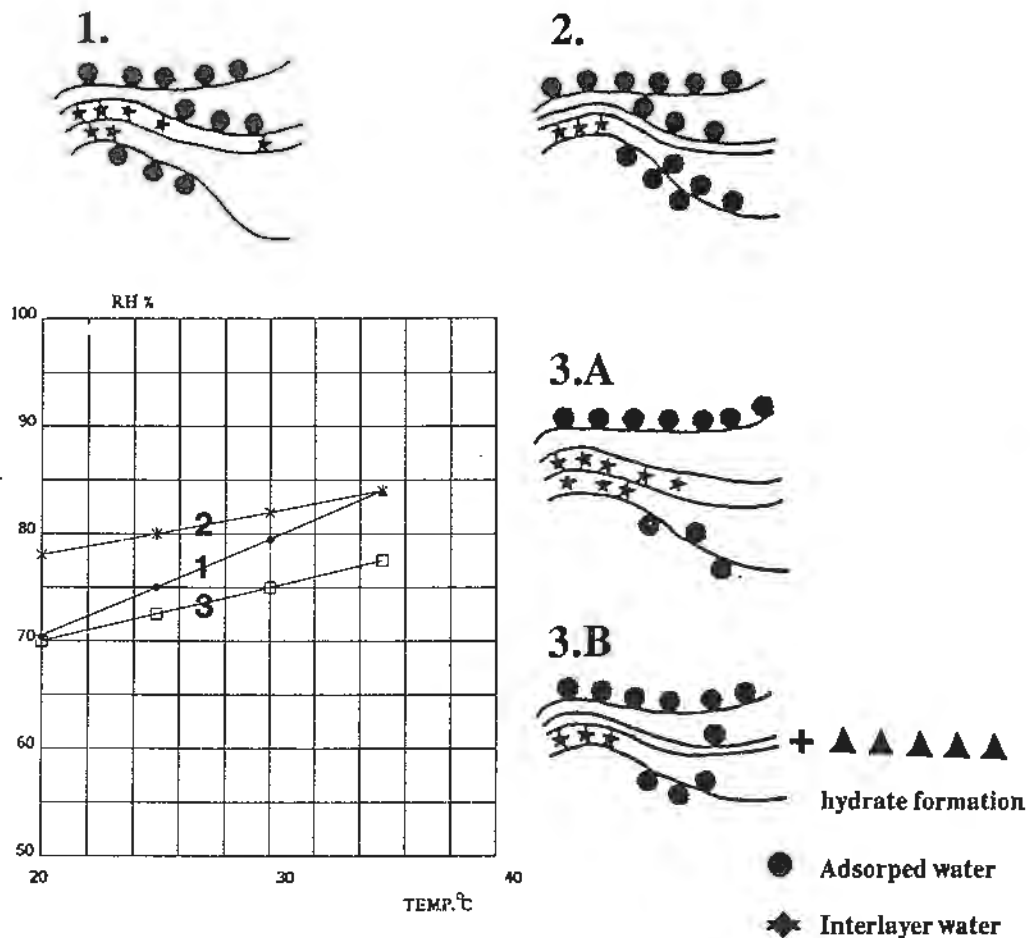 1.
2.
RH %
100
90
80
70
60
50
2
1
3
20
30
40
TEMP.°C
3.A
3.B
+
hydrate formation
Adsorped water
Interlayer water